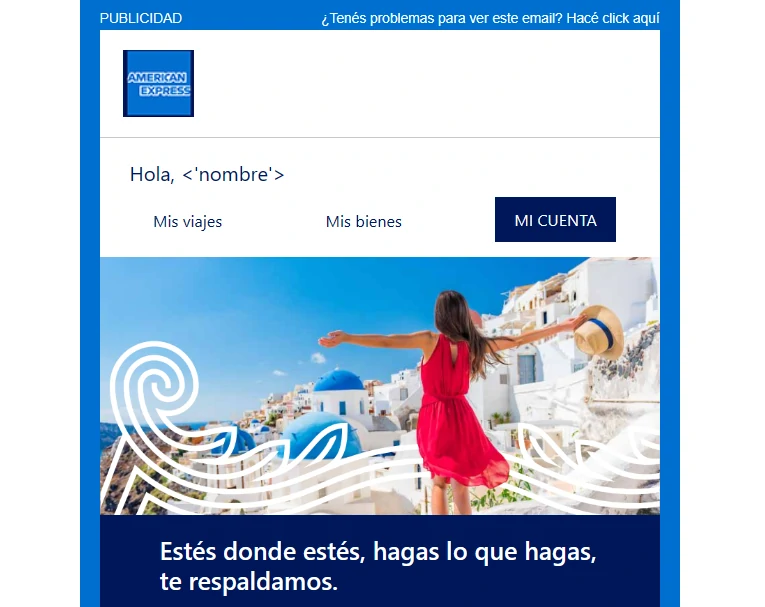 PUBLICIDAD
¿Tenés problemas para ver este email? Hacé click aquí
AMERICAN
EXPRESS
Hola, <'nombre'>
Mis viajes
Mis bienes
MI CUENTA
Estés donde estés, hagas lo que hagas,
te respaldamos.